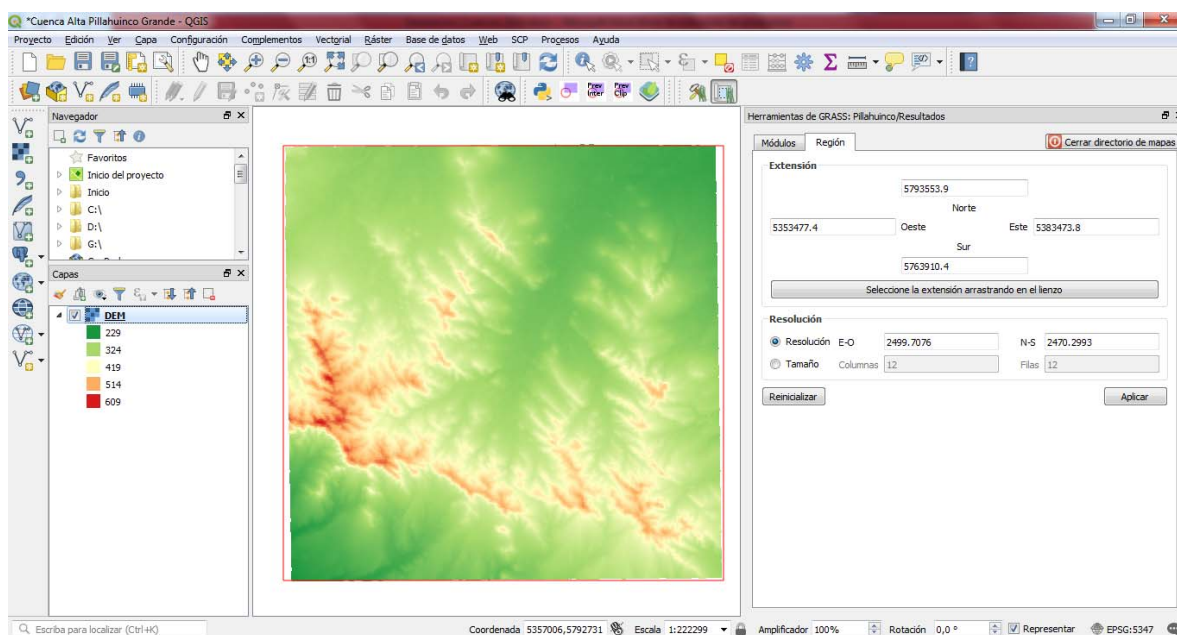 *Cuenca Alta Pillahuinco Grande - QGIS
Proyecto Edición Ver Capa Configuración Complementos Vectorial Ráster Base de datos Web SCP Procesos Ayuda
Navegador
Favoritos
Inicio del proyecto
Inicio
C:\
D:\
G:\
Capas
DEM
229
324
419
514
609
Herramientas de GRASS: Pillahuinco/Resultados
Módulos Región Cerrar directorio de mapas
Extensión
5793553.9
Norte
5353477.4 Oeste Este 5383473.8
Sur
5763910.4
Seleccione la extensión arrastrando en el lienzo
Resolución
Resolución E-O 2499.7076 N-S 2470.2993
Tamaño Columnas 12 Filas 12
Reinicializar Aplicar
Escriba para localizar (Ctrl+K) Coordenada 5357006,5792731 Escala 1:222299 Amplificador 100% Rotación 0,0 ° Representar EPSG:5347